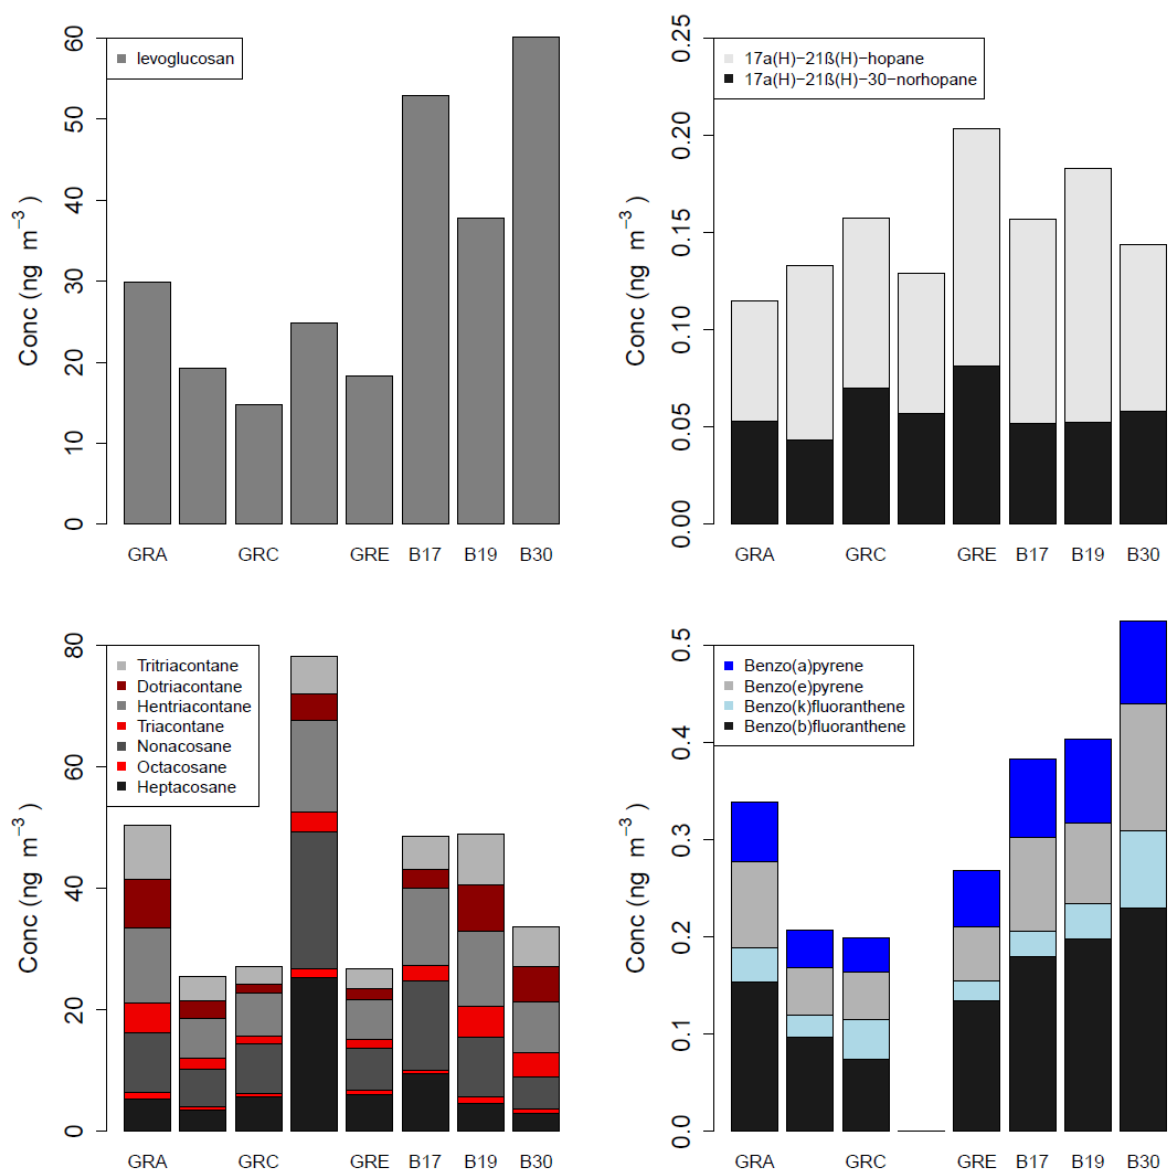 levoglucosan
Conc (ng m−3)
60
50
40
30
20
10
0
GRA GRC GRE B17 B19 B30
17a(H)−21ß(H)−hopane
17a(H)−21ß(H)−30−norhopane
Conc (ng m−3)
0.25
0.20
0.15
0.10
0.05
0.00
GRA GRC GRE B17 B19 B30
Tritriacontane
Dotriacontane
Hentriacontane
Triacontane
Nonacosane
Octacosane
Heptacosane
Conc (ng m−3)
80
60
40
20
0
GRA GRC GRE B17 B19 B30
Benzo(a)pyrene
Benzo(e)pyrene
Benzo(k)fluoranthene
Benzo(b)fluoranthene
Conc (ng m−3)
0.5
0.4
0.3
0.2
0.1
0.0
GRA GRC GRE B17 B19 B30